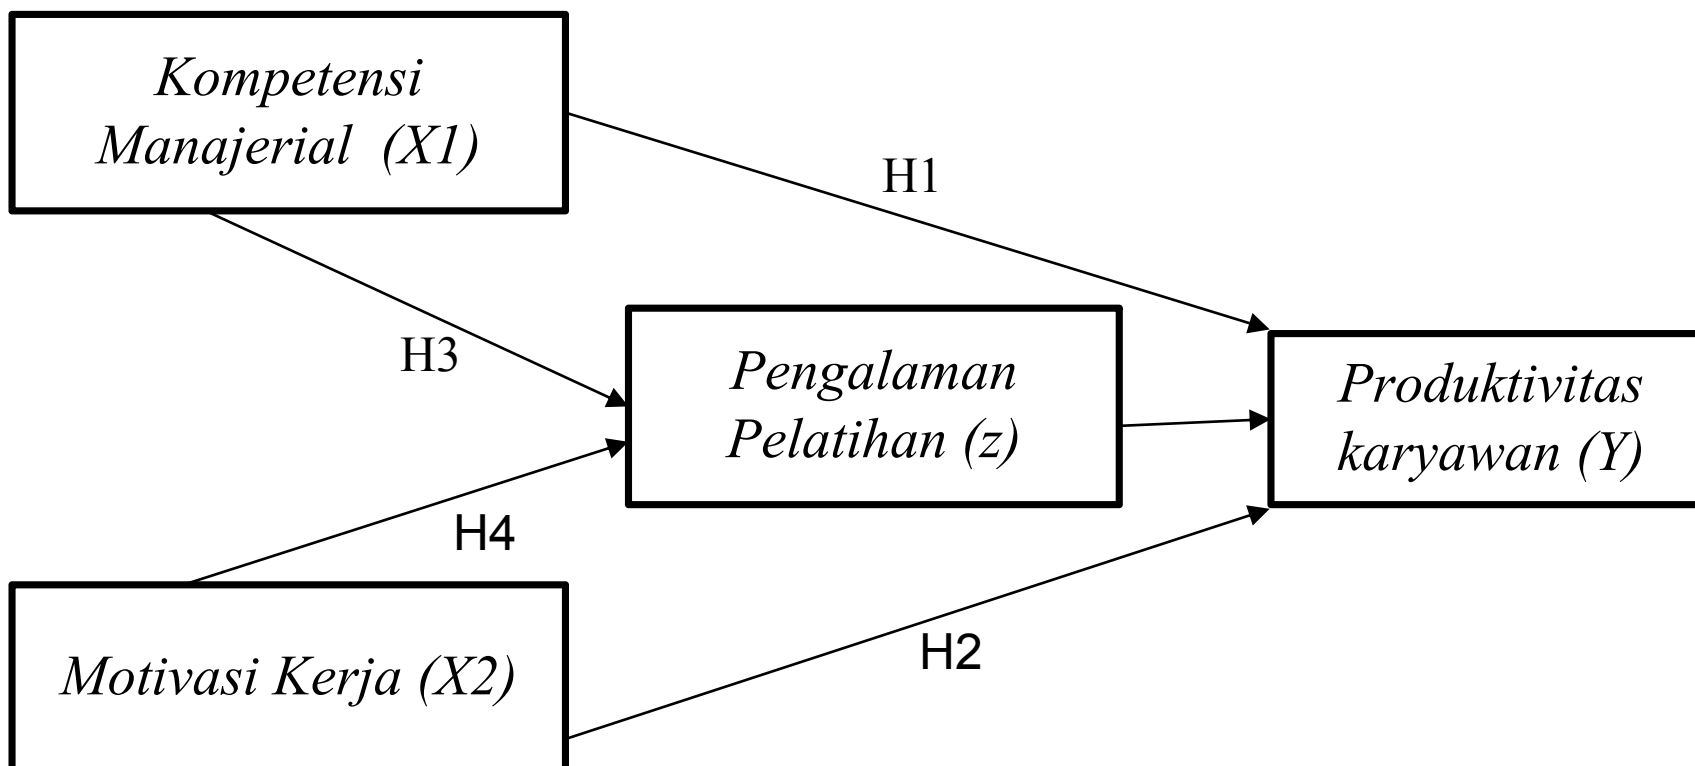 Kompetensi
Manajerial  (X1)
H1
H3
Pengalaman
Pelatihan (z)
Produktivitas
karyawan (Y)
H4
H2
Motivasi Kerja (X2)